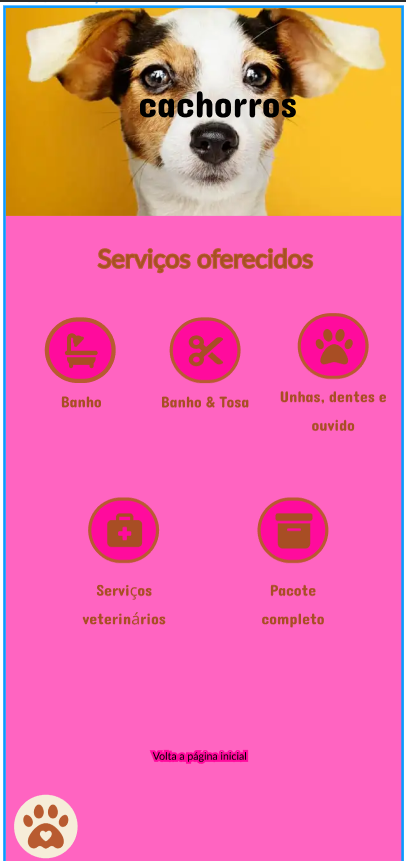 cachorros
Serviços oferecidos
Banho
Banho & Tosa
Unhas, dentes e
ouvido
Serviços
veterinários
Pacote
completo
Volta a página inicial